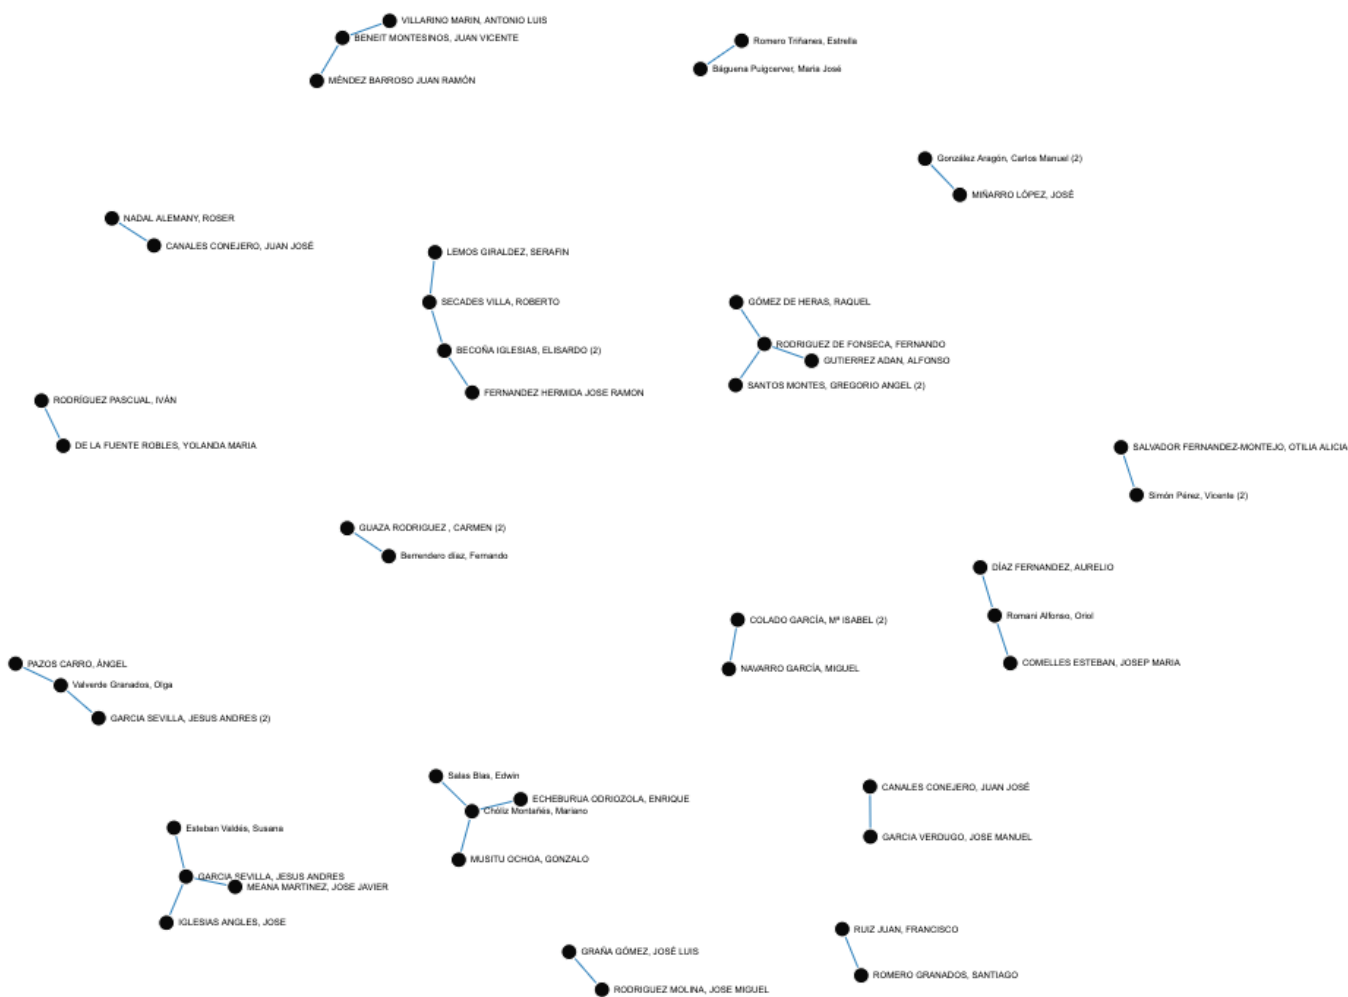 VILLARINO MARIN, ANTONIO LUIS
BENEIT MONTESINOS, JUAN VICENTE
MÉNDEZ BARROSO JUAN RAMÓN
Romero Triñanes, Estrella
Báguena Puigcerver, Maria José
González Aragón, Carlos Manuel (2)
MIÑARRO LÓPEZ, JOSÉ
NADAL ALEMANY, ROSER
CANALES CONEJERO, JUAN JOSÉ
LEMOS GIRALDEZ, SERAFIN
SECADES VILLA, ROBERTO
BECOÑA IGLESIAS, ELISARDO (2)
FERNANDEZ HERMIDA JOSE RAMON
GÓMEZ DE HERAS, RAQUEL
RODRIGUEZ DE FONSECA, FERNANDO
GUTIERREZ ADAN, ALFONSO
SANTOS MONTES, GREGORIO ANGEL (2)
RODRÍGUEZ PASCUAL, IVÁN
DE LA FUENTE ROBLES, YOLANDA MARIA
SALVADOR FERNANDEZ-MONTEJO, OTILIA ALICIA
Simón Pérez, Vicente (2)
GUAZA RODRIGUEZ , CARMEN (2)
Berrendero díaz, Fernando
DÍAZ FERNANDEZ, AURELIO
Romani Alfonso, Oriol
COMELLES ESTEBAN, JOSEP MARIA
COLADO GARCÍA, Mª ISABEL (2)
NAVARRO GARCÍA, MIGUEL
PAZOS CARRO, ÁNGEL
Valverde Granados, Olga
GARCIA SEVILLA, JESUS ANDRES (2)
Salas Blas, Edwin
ECHEBURUA ODRIOZOLA, ENRIQUE
Chóliz Montañés, Mariano
MUSITU OCHOA, GONZALO
CANALES CONEJERO, JUAN JOSÉ
GARCIA VERDUGO, JOSE MANUEL
Esteban Valdés, Susana
GARCIA SEVILLA, JESUS ANDRES
MEANA MARTINEZ, JOSE JAVIER
IGLESIAS ANGLES, JOSE
RUIZ JUAN, FRANCISCO
ROMERO GRANADOS, SANTIAGO
GRAÑA GÓMEZ, JOSÉ LUIS
RODRIGUEZ MOLINA, JOSE MIGUEL